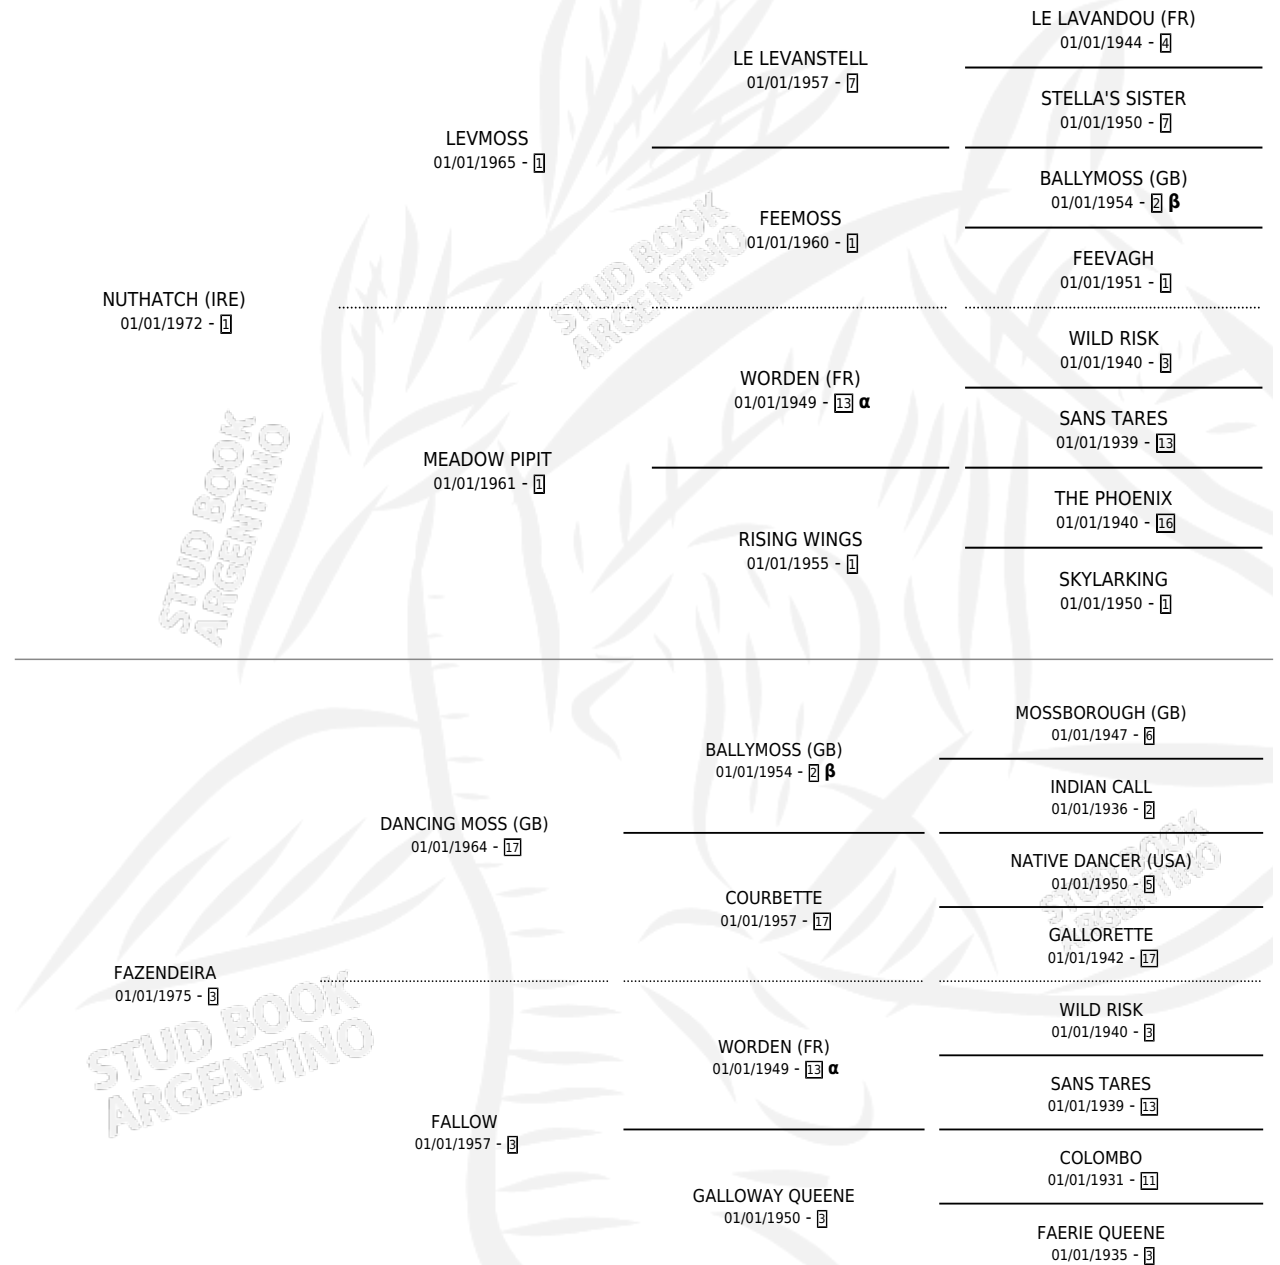 LE LAVANDOU (FR)
01/01/1944 - 4
LE LEVANSTELL
01/01/1957 - 7
STELLA'S SISTER
01/01/1950 - 7
LEVMOSS
01/01/1965 - 1
BALLYMOSS (GB)
01/01/1954 - 2 β
FEEMOSS
01/01/1960 - 1
FEEVAGH
01/01/1951 - 1
NUTHATCH (IRE)
01/01/1972 - 1
STUD BOOK
ARGENTINO
WILD RISK
01/01/1940 - 3
WORDEN (FR)
01/01/1949 - 13 α
SANS TARES
01/01/1939 - 13
MEADOW PIPIT
01/01/1961 - 1
THE PHOENIX
01/01/1940 - 16
RISING WINGS
01/01/1955 - 1
SKYLARKING
01/01/1950 - 1
STUD BOOK
ARGENTINO
MOSSBOROUGH (GB)
01/01/1947 - 6
BALLYMOSS (GB)
01/01/1954 - 2 β
INDIAN CALL
01/01/1936 - 2
DANCING MOSS (GB)
01/01/1964 - 17
NATIVE DANCER (USA)
01/01/1950 - 5
COURBETTE
01/01/1957 - 17
GALLORETTE
01/01/1942 - 17
STUD BOOK
ARGENTINO
FAZENDEIRA
01/01/1975 - 3
WILD RISK
01/01/1940 - 3
WORDEN (FR)
01/01/1949 - 13 α
SANS TARES
01/01/1939 - 13
STUD BOOK
ARGENTINO
FALLOW
01/01/1957 - 3
COLOMBO
01/01/1931 - 11
GALLOWAY QUEENE
01/01/1950 - 3
FAERIE QUEENE
01/01/1935 - 3